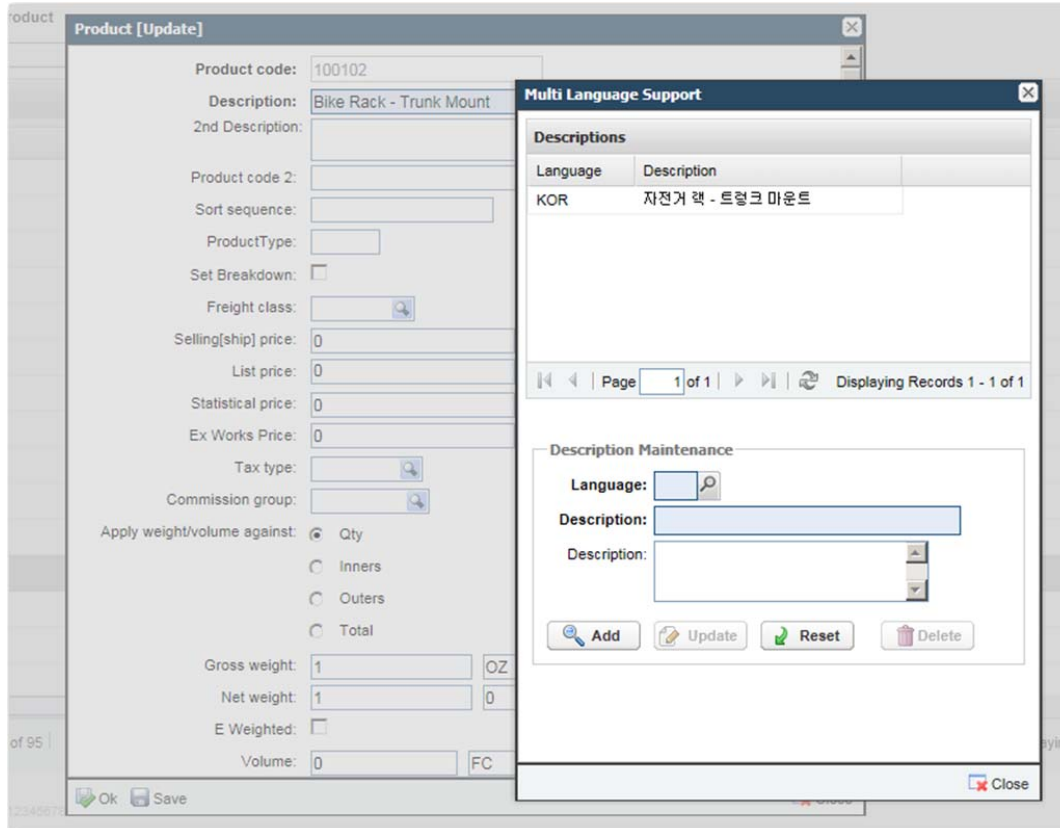 roduct
Product [Update]
Product code: 100102
Description: Bike Rack - Trunk Mount
2nd Description:
Product code 2:
Sort sequence:
ProductType:
Set Breakdown:
Freight class:
Selling[ship] price: 0
List price: 0
Statistical price: 0
Ex Works Price: 0
Tax type:
Commission group:
Apply weight/volume against: Qty
Inners
Outers
Total
Gross weight: 1 OZ
Net weight: 1 0
E Weighted:
Volume: 0 FC
Ok Save Close
of 95
12345678
Multi Language Support
Descriptions
Language Description
KOR 자전거 랙 - 트렁크 마운트
Page 1 of 1 Displaying Records 1 - 1 of 1
Description Maintenance
Language:
Description:
Description:
Add Update Reset Delete
Close